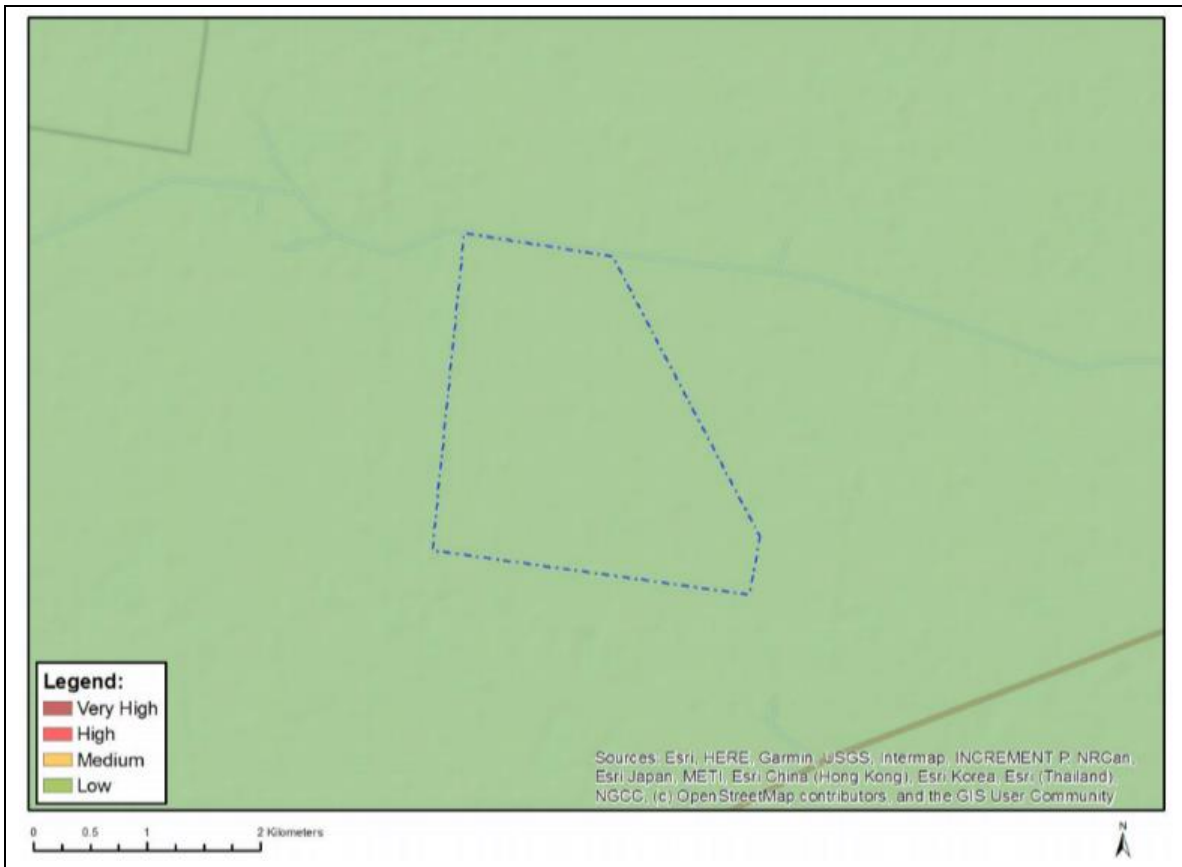 Legend:
Very High
High
Medium
Low
Sources: Esri, HERE, Garmin, USGS, Intermap, INCREMENT P, NRCan,
Esri Japan, METI, Esri China (Hong Kong), Esri Korea, Esri (Thailand),
NGCC, (c) OpenStreetMap contributors, and the GIS User Community
0 0.5 1 2 Kilometers
N